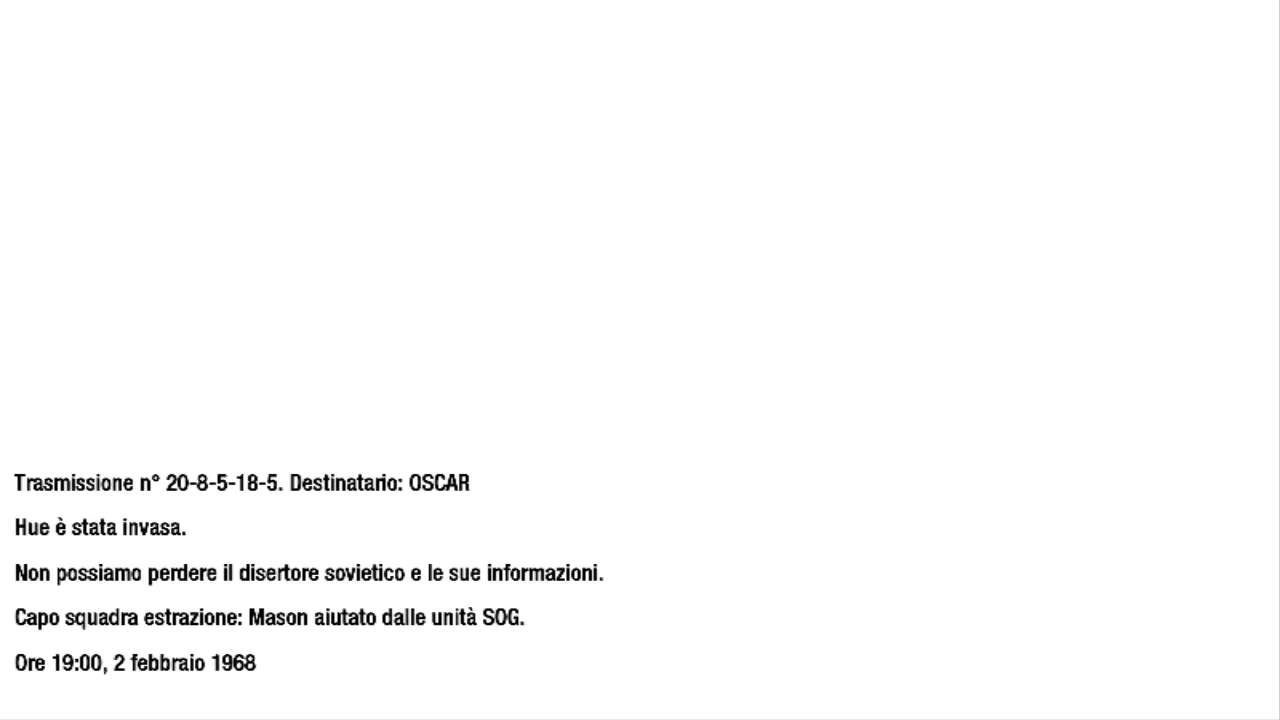 Trasmissione n° 20-8-5-18-5. Destinatario: OSCAR
Hue è stata invasa.
Non possiamo perdere il disertore sovietico e le sue informazioni.
Capo squadra estrazione: Mason aiutato dalle unità SOG.
Ore 19:00, 2 febbraio 1968